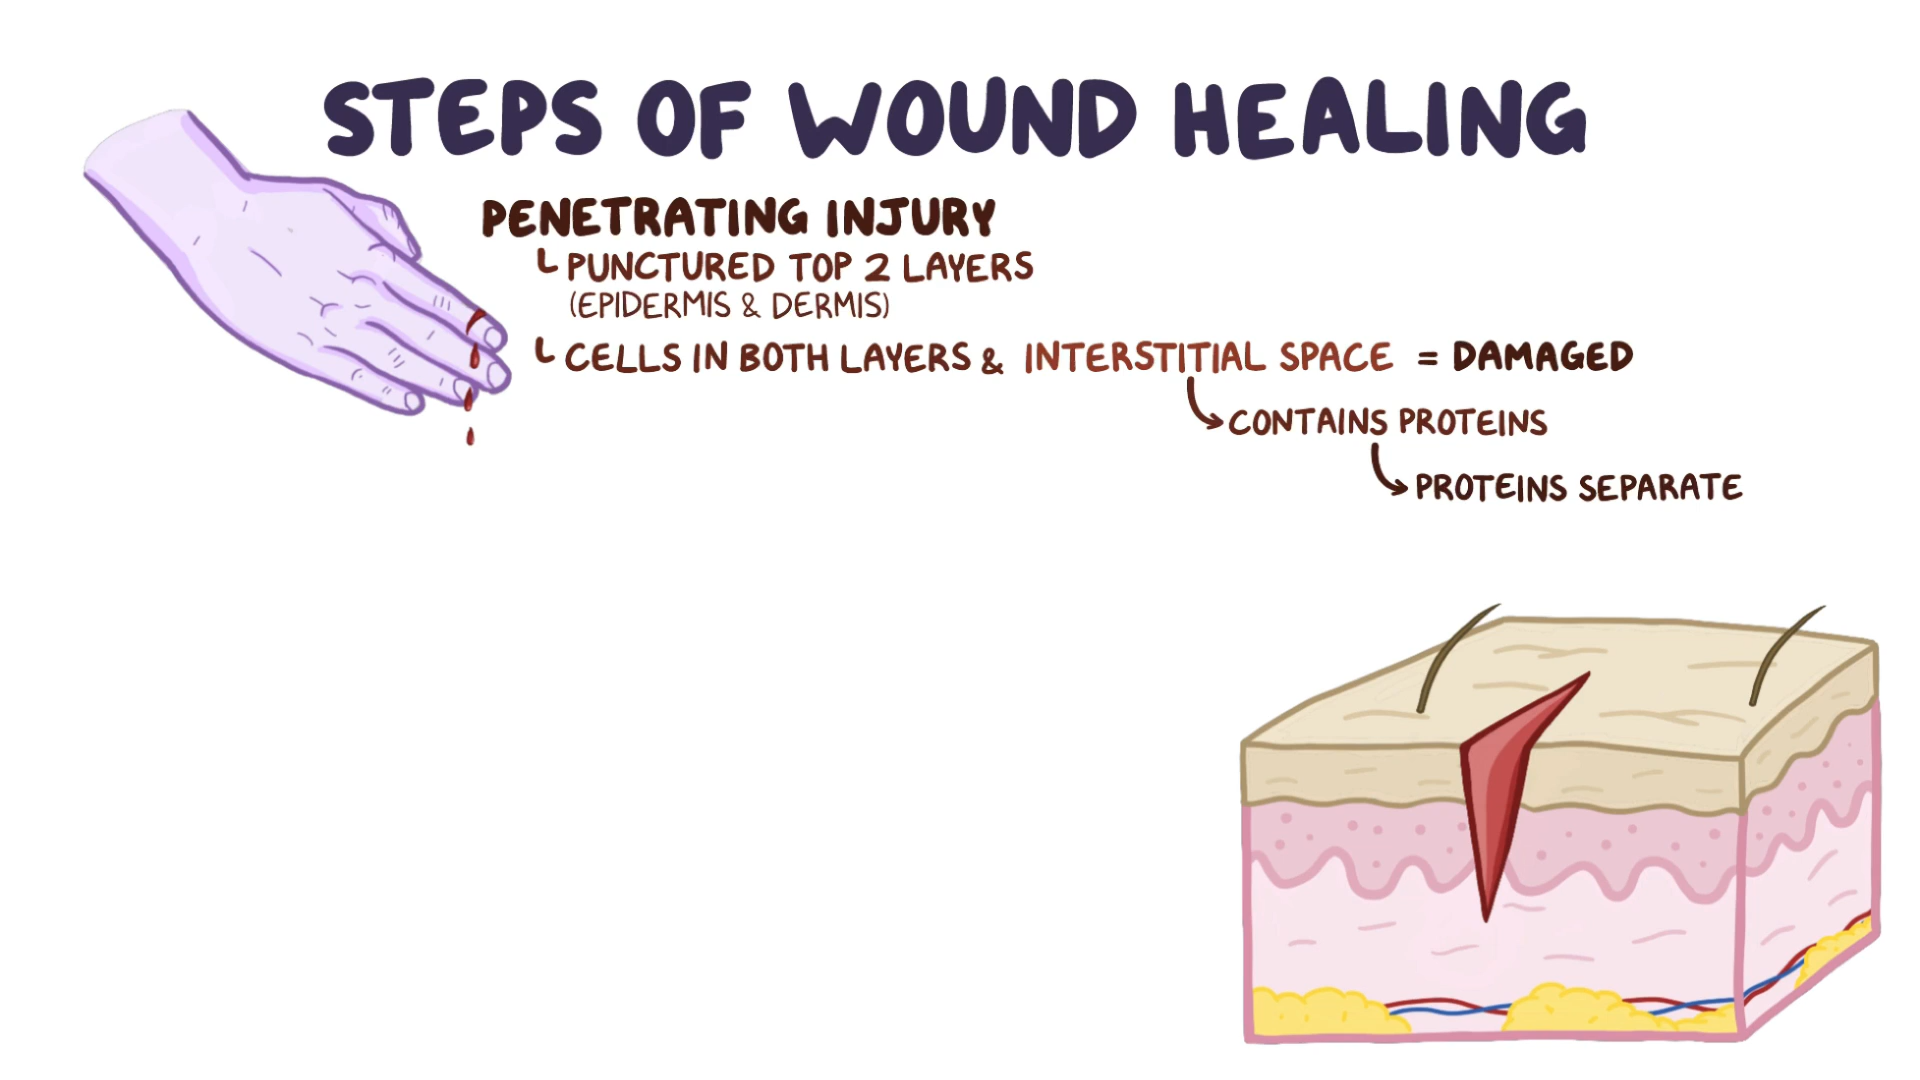 STEPS OF WOUND HEALING
PENETRATING INJURY
PUNCTURED TOP 2 LAYERS
(EPIDERMIS & DERMIS)
CELLS IN BOTH LAYERS & INTERSTITIAL SPACE = DAMAGED
CONTAINS PROTEINS
PROTEINS SEPARATE